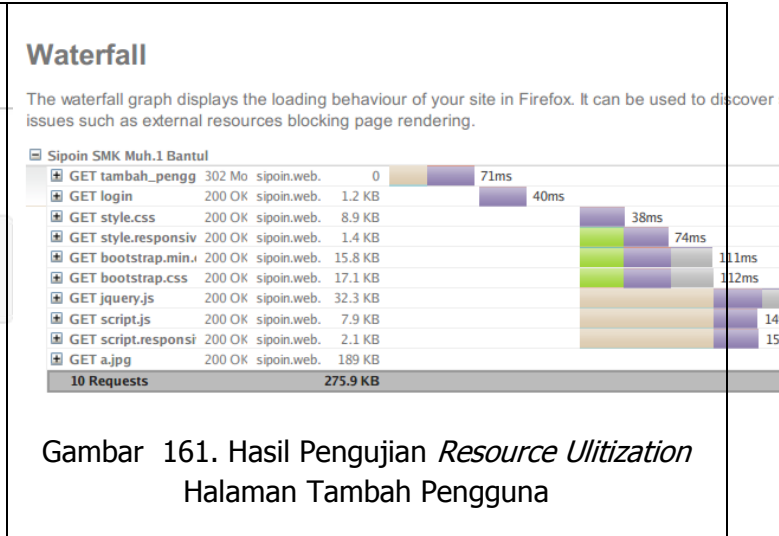 Waterfall
The waterfall graph displays the loading behaviour of your site in Firefox. It can be used to discover
issues such as external resources blocking page rendering.
Sipoin SMK Muh.1 Bantul
GET tambah_pengg 302 Mo sipoin.web. 0 71ms
GET login 200 OK sipoin.web. 1.2 KB 40ms
GET style.css 200 OK sipoin.web. 8.9 KB 38ms
GET style.responsiv 200 OK sipoin.web. 1.4 KB 74ms
GET bootstrap.min. 200 OK sipoin.web. 15.8 KB 111ms
GET bootstrap.css 200 OK sipoin.web. 17.1 KB 112ms
GET jquery.js 200 OK sipoin.web. 32.3 KB
GET script.js 200 OK sipoin.web. 7.9 KB 14
GET script.responsi 200 OK sipoin.web. 2.1 KB 15
GET a.jpg 200 OK sipoin.web. 189 KB
10 Requests 275.9 KB
Gambar 161. Hasil Pengujian Resource Ulitization
Halaman Tambah Pengguna